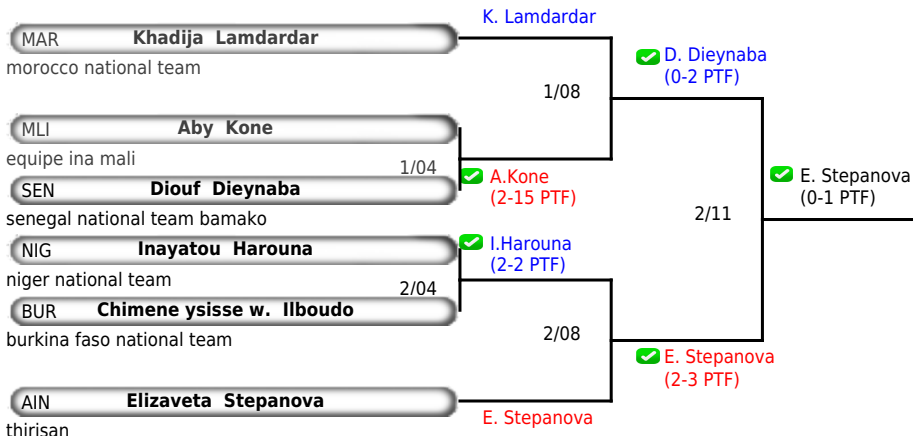 K. Lamdardar
MAR Khadija Lamdardar
morocco national team
D. Dieynaba
(0-2 PTF)
1/08
MLI Aby Kone
equipe ina mali
1/04
A.Kone
(2-15 PTF)
SEN Diouf Dieynaba
senegal national team bamako
E. Stepanova
(0-1 PTF)
2/11
NIG Inayatou Harouna
niger national team
I.Harouna
(2-2 PTF)
2/04
BUR Chimene ysisse w. Ilboudo
burkina faso national team
2/08
E. Stepanova
(2-3 PTF)
AIN Elizaveta Stepanova
thirisan
E. Stepanova